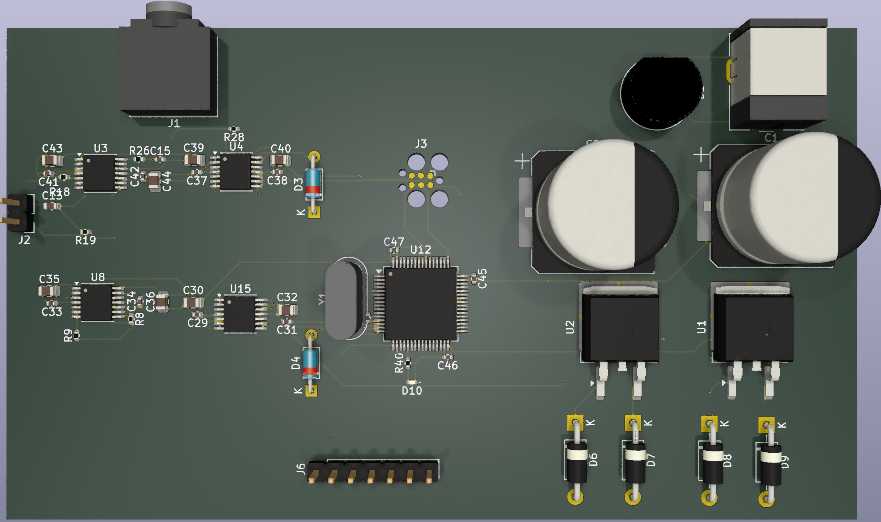 J1
R28
J3
C1
C43
U3
R26
C15
C39
U4
C40
C41
R18
C13
C42
C44
C37
C38
D3
K
J2
R19
C47
U12
C45
C35
U8
C33
C34
R8
C36
C30
C29
U15
C32
C31
Y1
R9
U2
U1
D4
K
R40
C46
D10
K
K
K
K
D6
D7
D8
D9
J6